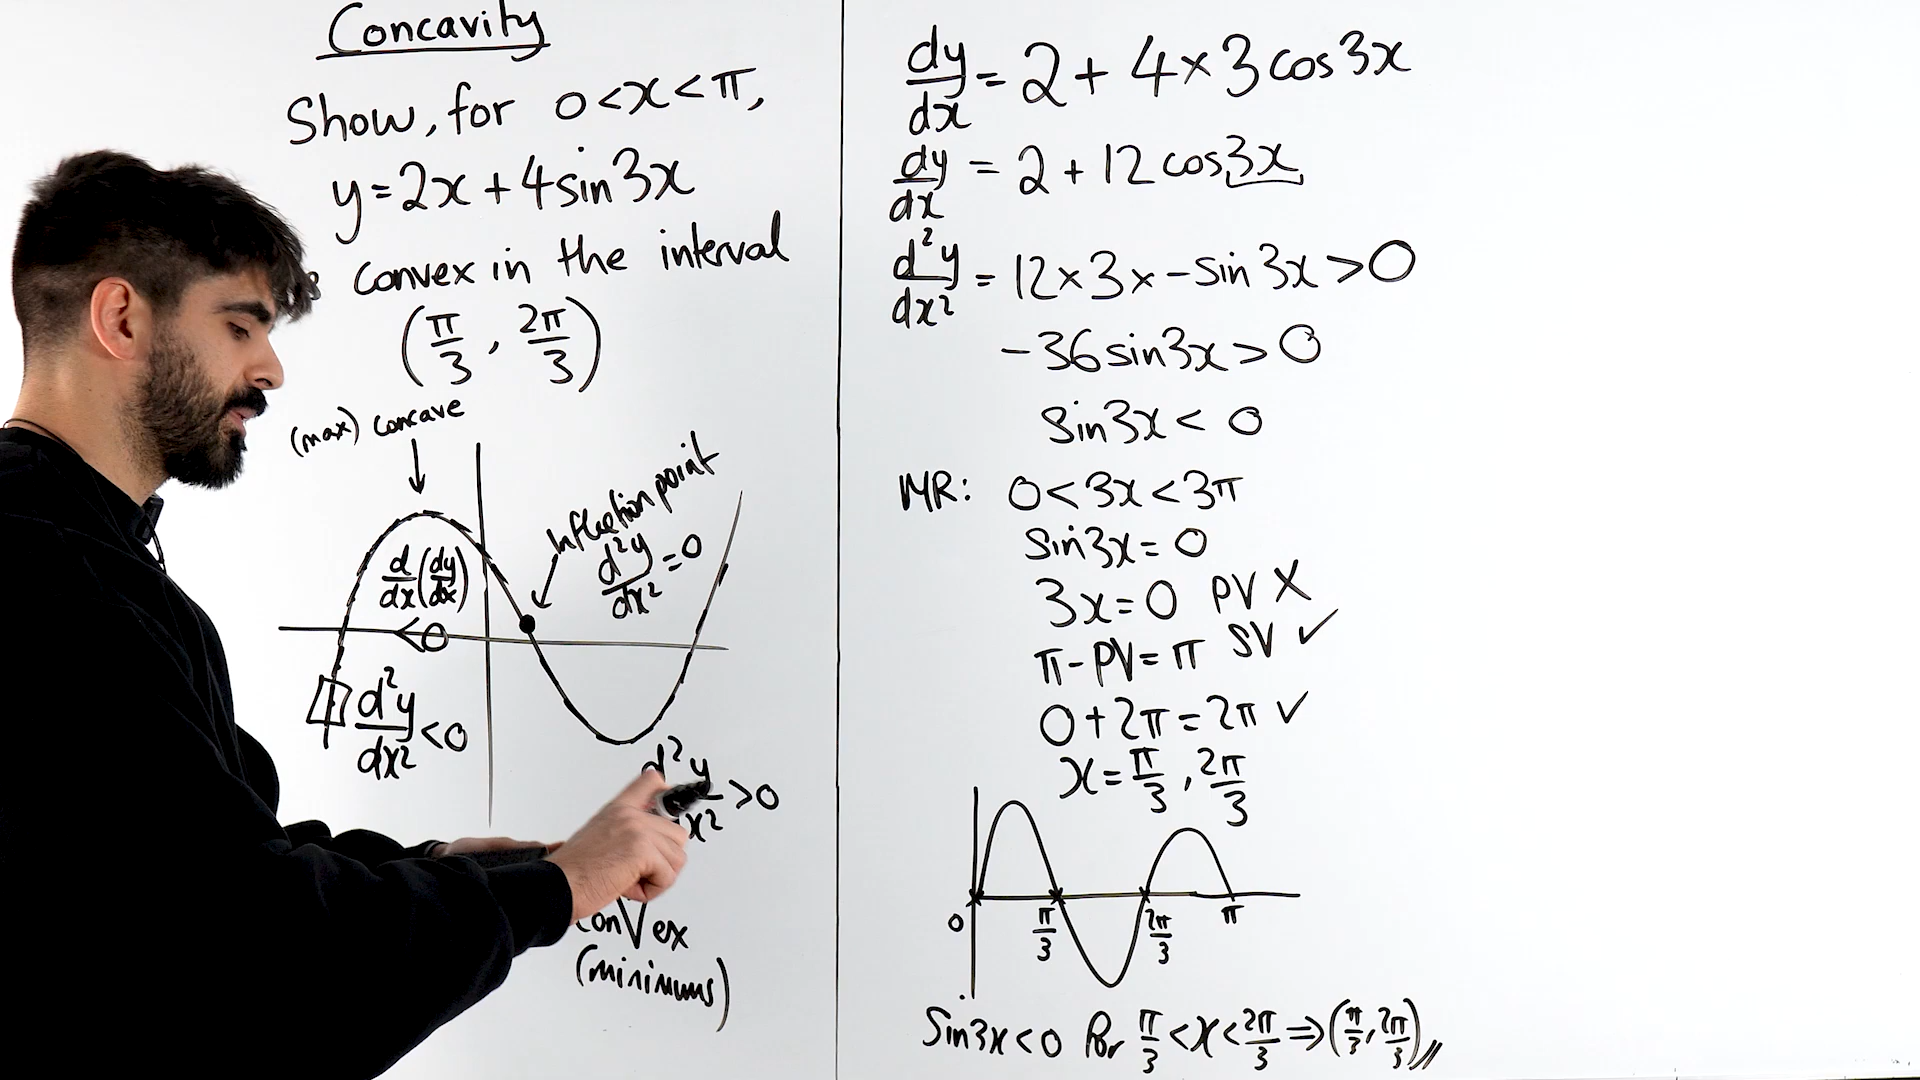 Concavity
Show, for 0<x<π,
y=2x+4sin3x
convex in the interval
(π/3, 2π/3)
(max) concave
Inflection point
d²y/dx²=0
d/dx(dy/dx)
<0
d²y/dx²<0
d²y/dx²>0
convex
(minimums)
dy/dx=2+4×3cos3x
dy/dx=2+12cos3x
d²y/dx²=12×3×-sin3x>0
-36sin3x>0
sin3x<0
MR: 0<3x<3π
sin3x=0
3x=0 PV X
π-PV=π SV ✓
0+2π=2π ✓
x=π/3, 2π/3
0 π/3 2π/3 π
Sin3x<0 for π/3<x<2π/3⇒(π/3, 2π/3)//